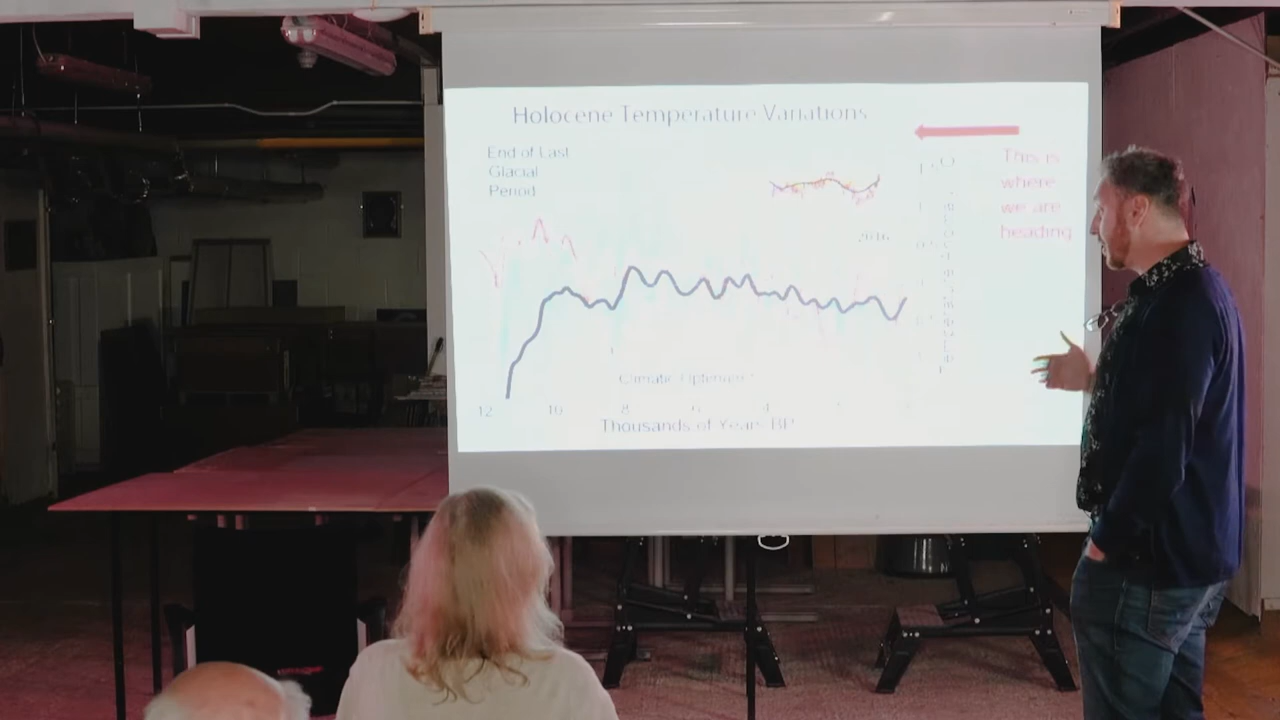 Holocene Temperature Variations
End of Last
Glacial
Period
This is
where
we are
heading
2016
Climatic Optimum
12 10 8 6 4 2
Thousands of Years BP